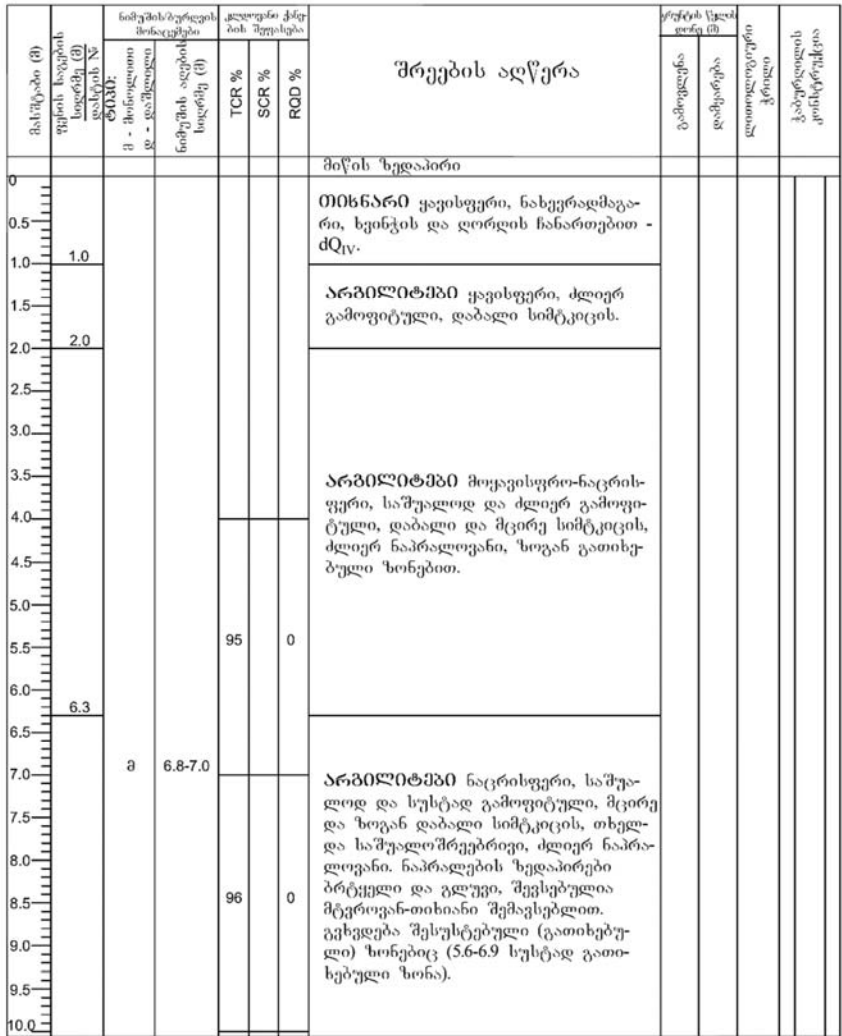 მასშტაბი (მ)
ფენის საგების
სიღრმე (მ)
დასტის №
ნიმუშის/ბურღვის
მონაცემები
ტიპი:
მ - მონოლითი
დ - დაშლილი
ნიმუშის აღების
სიღრმე (მ)
კლდოვანი ქანე-
ბის შეფასება
TCR %
SCR %
RQD %
შრეების აღწერა
გრუნტის წყლის
დონე (მ)
გამოვლენა
დამყარება
ლითოლოგიური
ჭრილი
ჭაბურღილის
კონსტრუქცია
მიწის ზედაპირი
0
0.5
1.0
1.0
თიხნარი ყავისფერი, ნახევრადმაგა-
რი, ხვინჭის და ღორღის ჩანართებით -
dQIV.
1.5
2.0
2.0
არგილიტები ყავისფერი, ძლიერ
გამოფიტული, დაბალი სიმტკიცის.
2.5
3.0
3.5
4.0
4.5
5.0
5.5
6.0
6.3
95
0
არგილიტები მოყავისფრო-ნაცრის-
ფერი, საშუალოდ და ძლიერ გამოფი-
ტული, დაბალი და მცირე სიმტკიცის,
ძლიერ ნაპრალოვანი, ზოგან გათიხე-
ბული ზონებით.
6.5
7.0
მ
6.8-7.0
7.5
8.0
8.5
9.0
9.5
10.0
96
0
არგილიტები ნაცრისფერი, საშუა-
ლოდ და სუსტად გამოფიტული, მცირე
და ზოგან დაბალი სიმტკიცის, თხელ-
და საშუალოშრეებრივი, ძლიერ ნაპრა-
ლოვანი. ნაპრალების ზედაპირები
ბრტყელი და გლუვი, შევსებულია
მტვროვან-თიხიანი შემავსებლით.
გვხვდება შესუსტებული (გათიხებუ-
ლი) ზონებიც (5.6-6.9 სუსტად გათი-
ხებული ზონა).